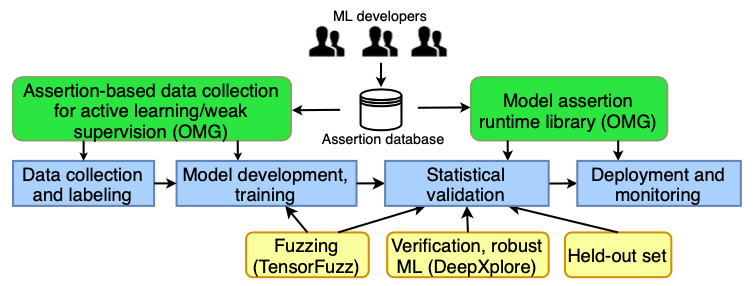 ML developers
Assertion-based data collection
for active learning/weak
supervision (OMG)
Assertion database
Model assertion
runtime library (OMG)
Data collection
and labeling
Model development,
training
Statistical
validation
Deployment and
monitoring
Fuzzing
(TensorFuzz)
Verification, robust
ML (DeepXplore)
Held-out set